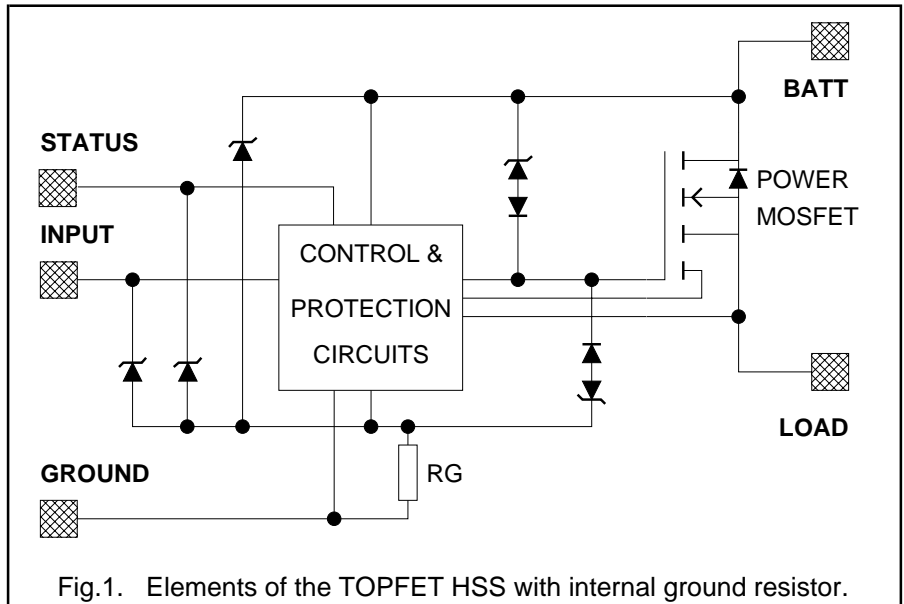 BATT
STATUS
POWER
MOSFET
INPUT
CONTROL &
PROTECTION
CIRCUITS
LOAD
GROUND
RG
Fig.1. Elements of the TOPFET HSS with internal ground resistor.